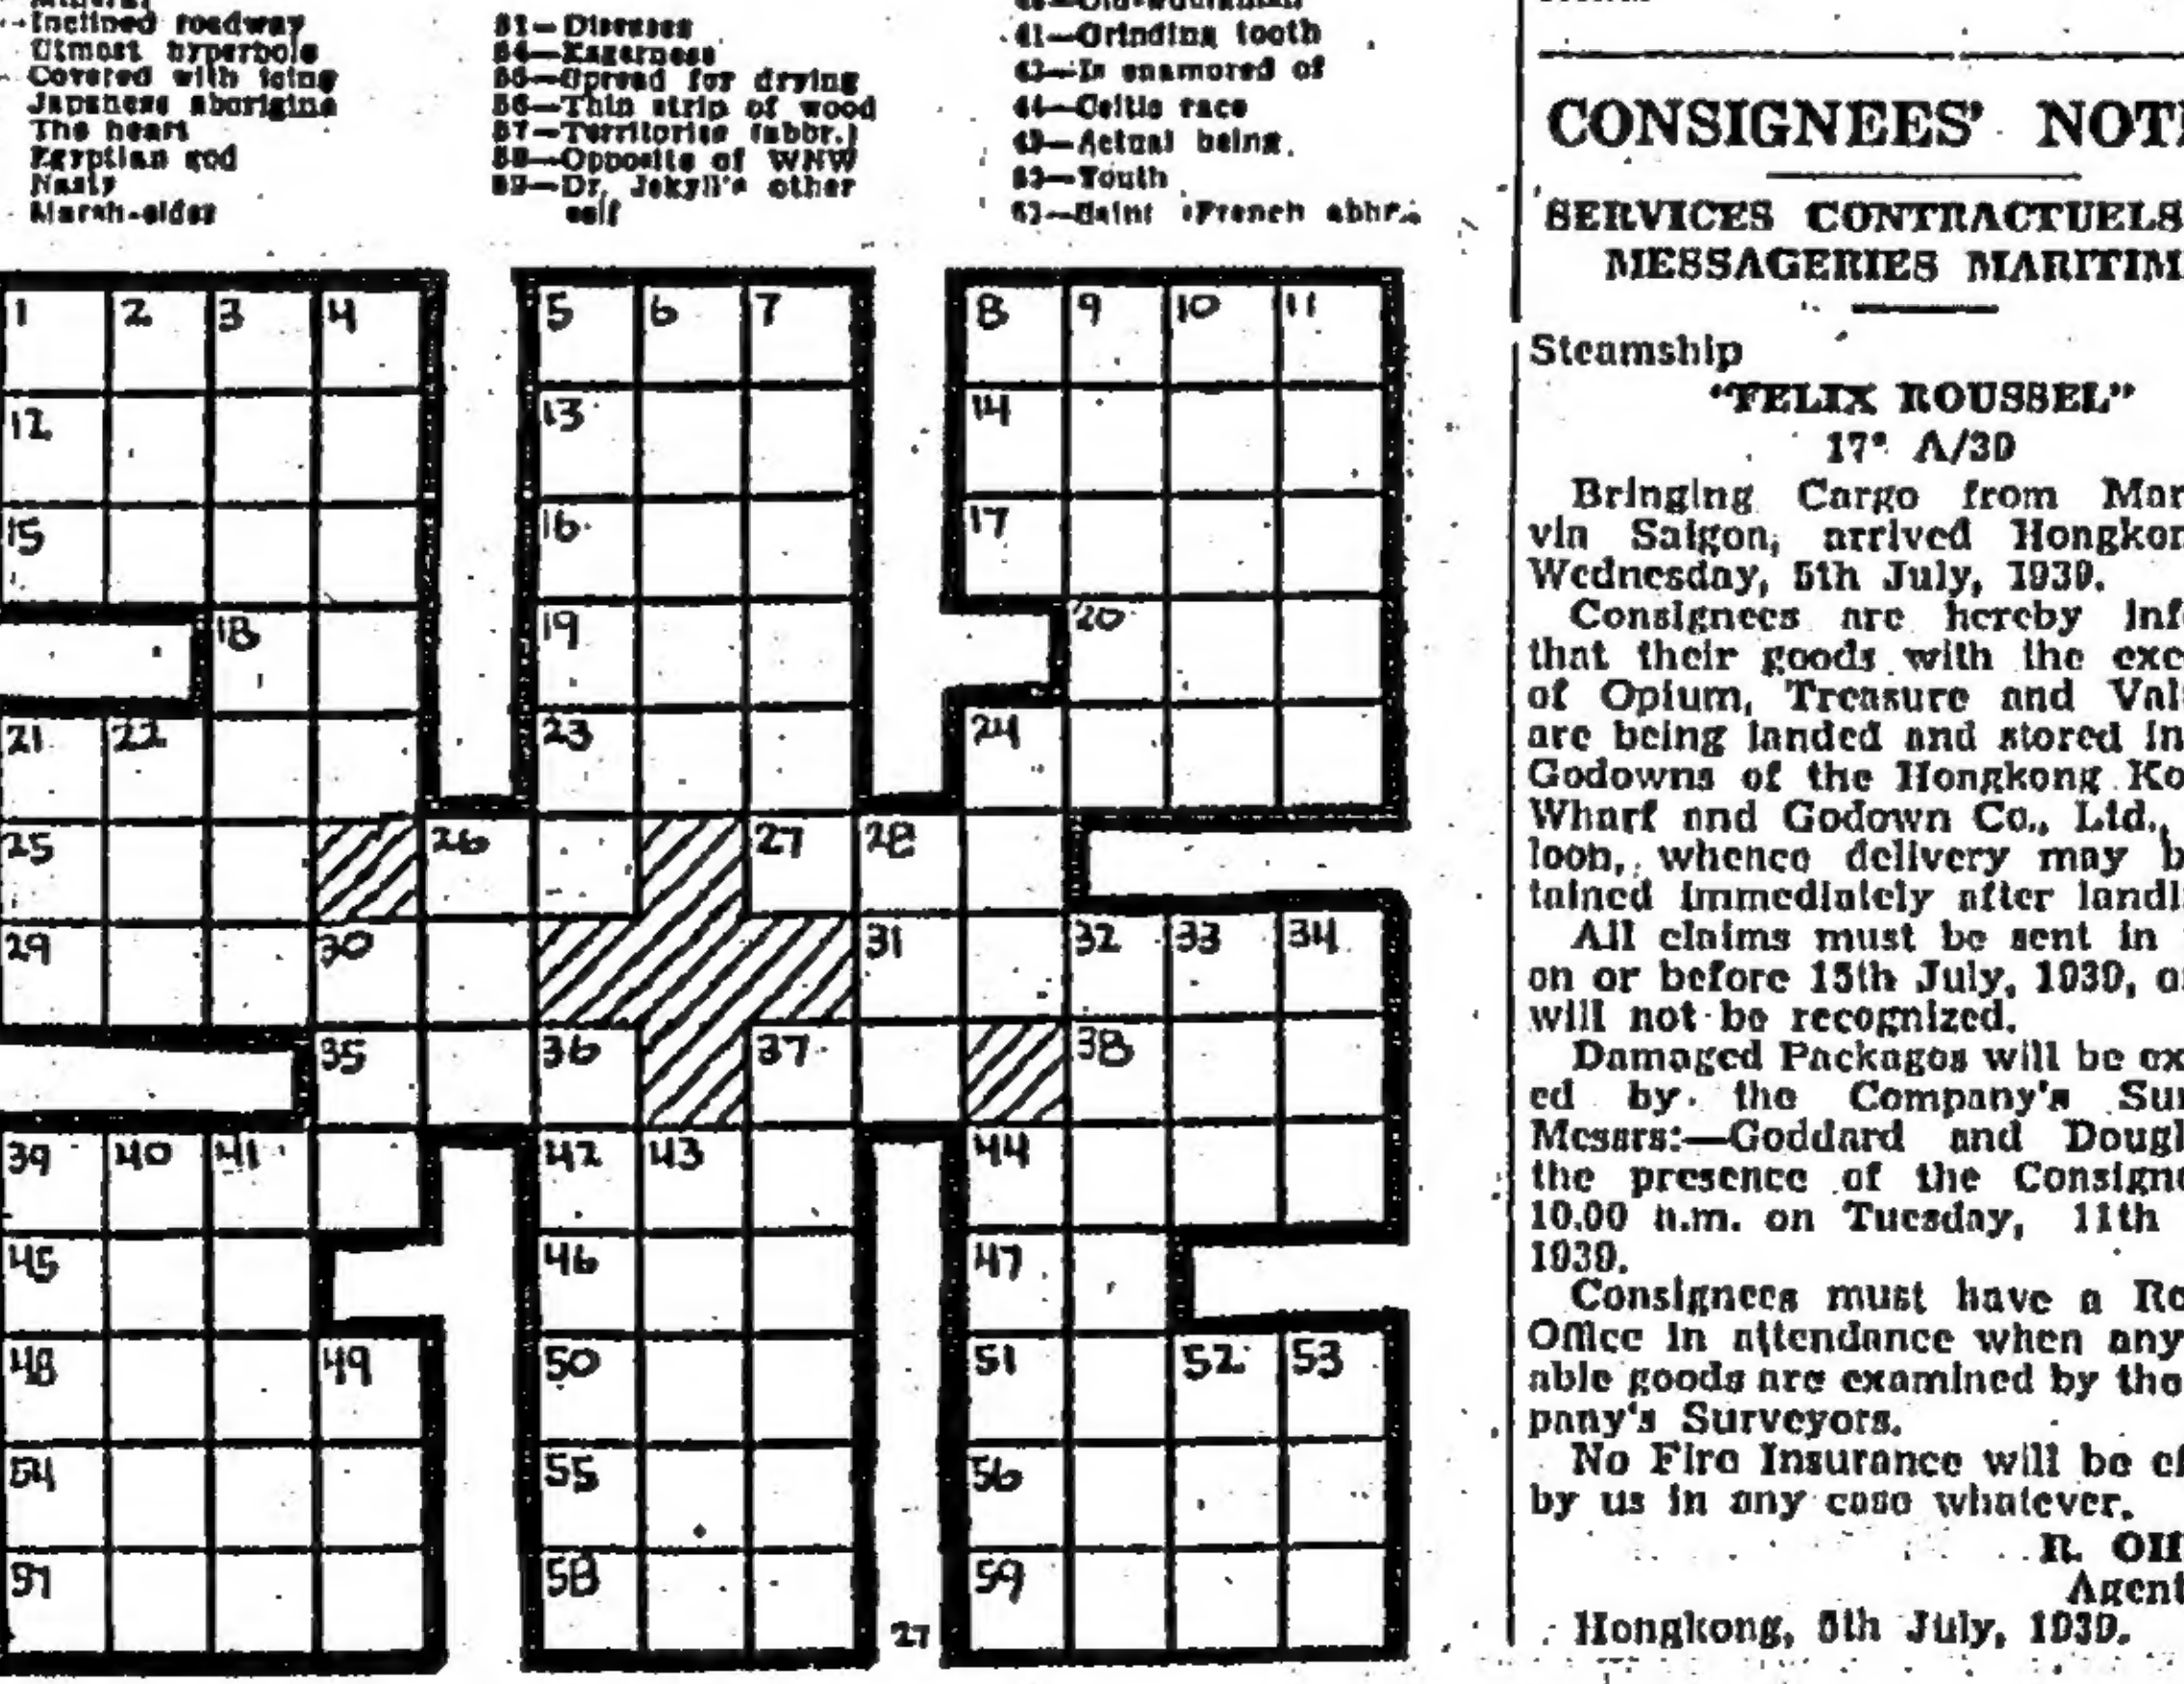 Inclined roadway
Utmost hyperbole
Covered with icing
Japanese aborigine
The heart
Egyptian god
Nasty
Marsh-elder
51—Diseases
54—Eagerness
55—Spread for drying
56—Thin strip of wood
57—Territories (abbr.)
58—Opposite of WNW
59—Dr. Jekyll's other
self
41—Grinding tooth
43—Is enamored of
44—Celtic race
49—Actual being.
52—Youth
53—Saint (French abbr.)
1 2 3 4 5 6 7 8 9 10 11
12 13 14
15 16 17
18 19 20
21 22 23 24
25 26 27 28
29 30 31 32 33 34
35 36 37 38
39 40 41 42 43 44
45 46 47
48 49 50 51 52 53
54 55 56
57 58 59
27
CONSIGNEES' NOT
SERVICES CONTRACTUELS
MESSAGERIES MARITIM
Steamship
"FELIX ROUSSEL"
17° A/39
Bringing Cargo from Mar
via Saigon, arrived Hongkon
Wednesday, 5th July, 1939.
Consignees are hereby inf
that their goods with the exc
of Opium, Treasure and Val
are being landed and stored in
Godowns of the Hongkong Ko
Wharf and Godown Co., Ltd.,
loon, whence delivery may b
tained immediately after landi
All claims must be sent in
on or before 15th July, 1939, o
will not be recognized.
Damaged Packages will be ex
ed by the Company's Sur
Messrs:—Goddard and Dougl
the presence of the Consigne
10.00 a.m. on Tuesday, 11th
1939.
Consignees must have a Re
Office in attendance when any
able goods are examined by the
pany's Surveyors.
No Fire Insurance will be ef
by us in any case whatever.
R. OH
Agent
Hongkong, 5th July, 1939.